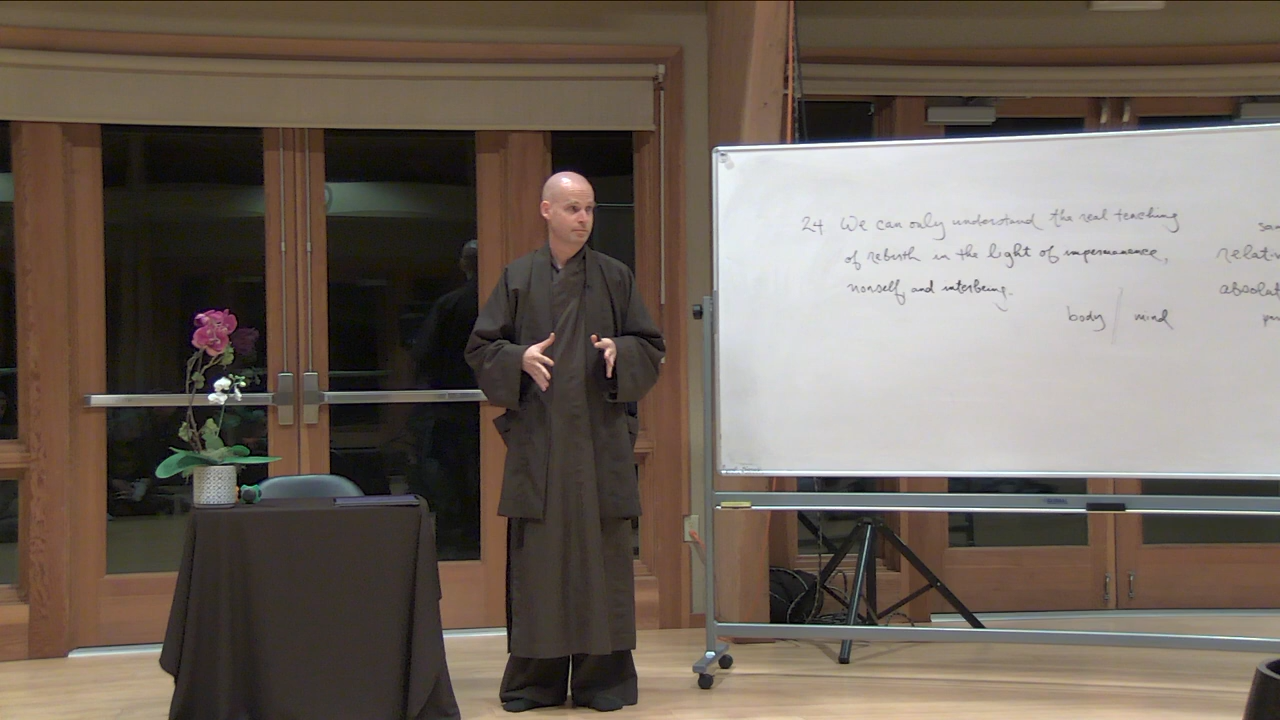 24 We can only understand the real teaching
of rebirth in the light of impermanence,
nonself and interbeing.
body / mind
sam
relativ
absolut